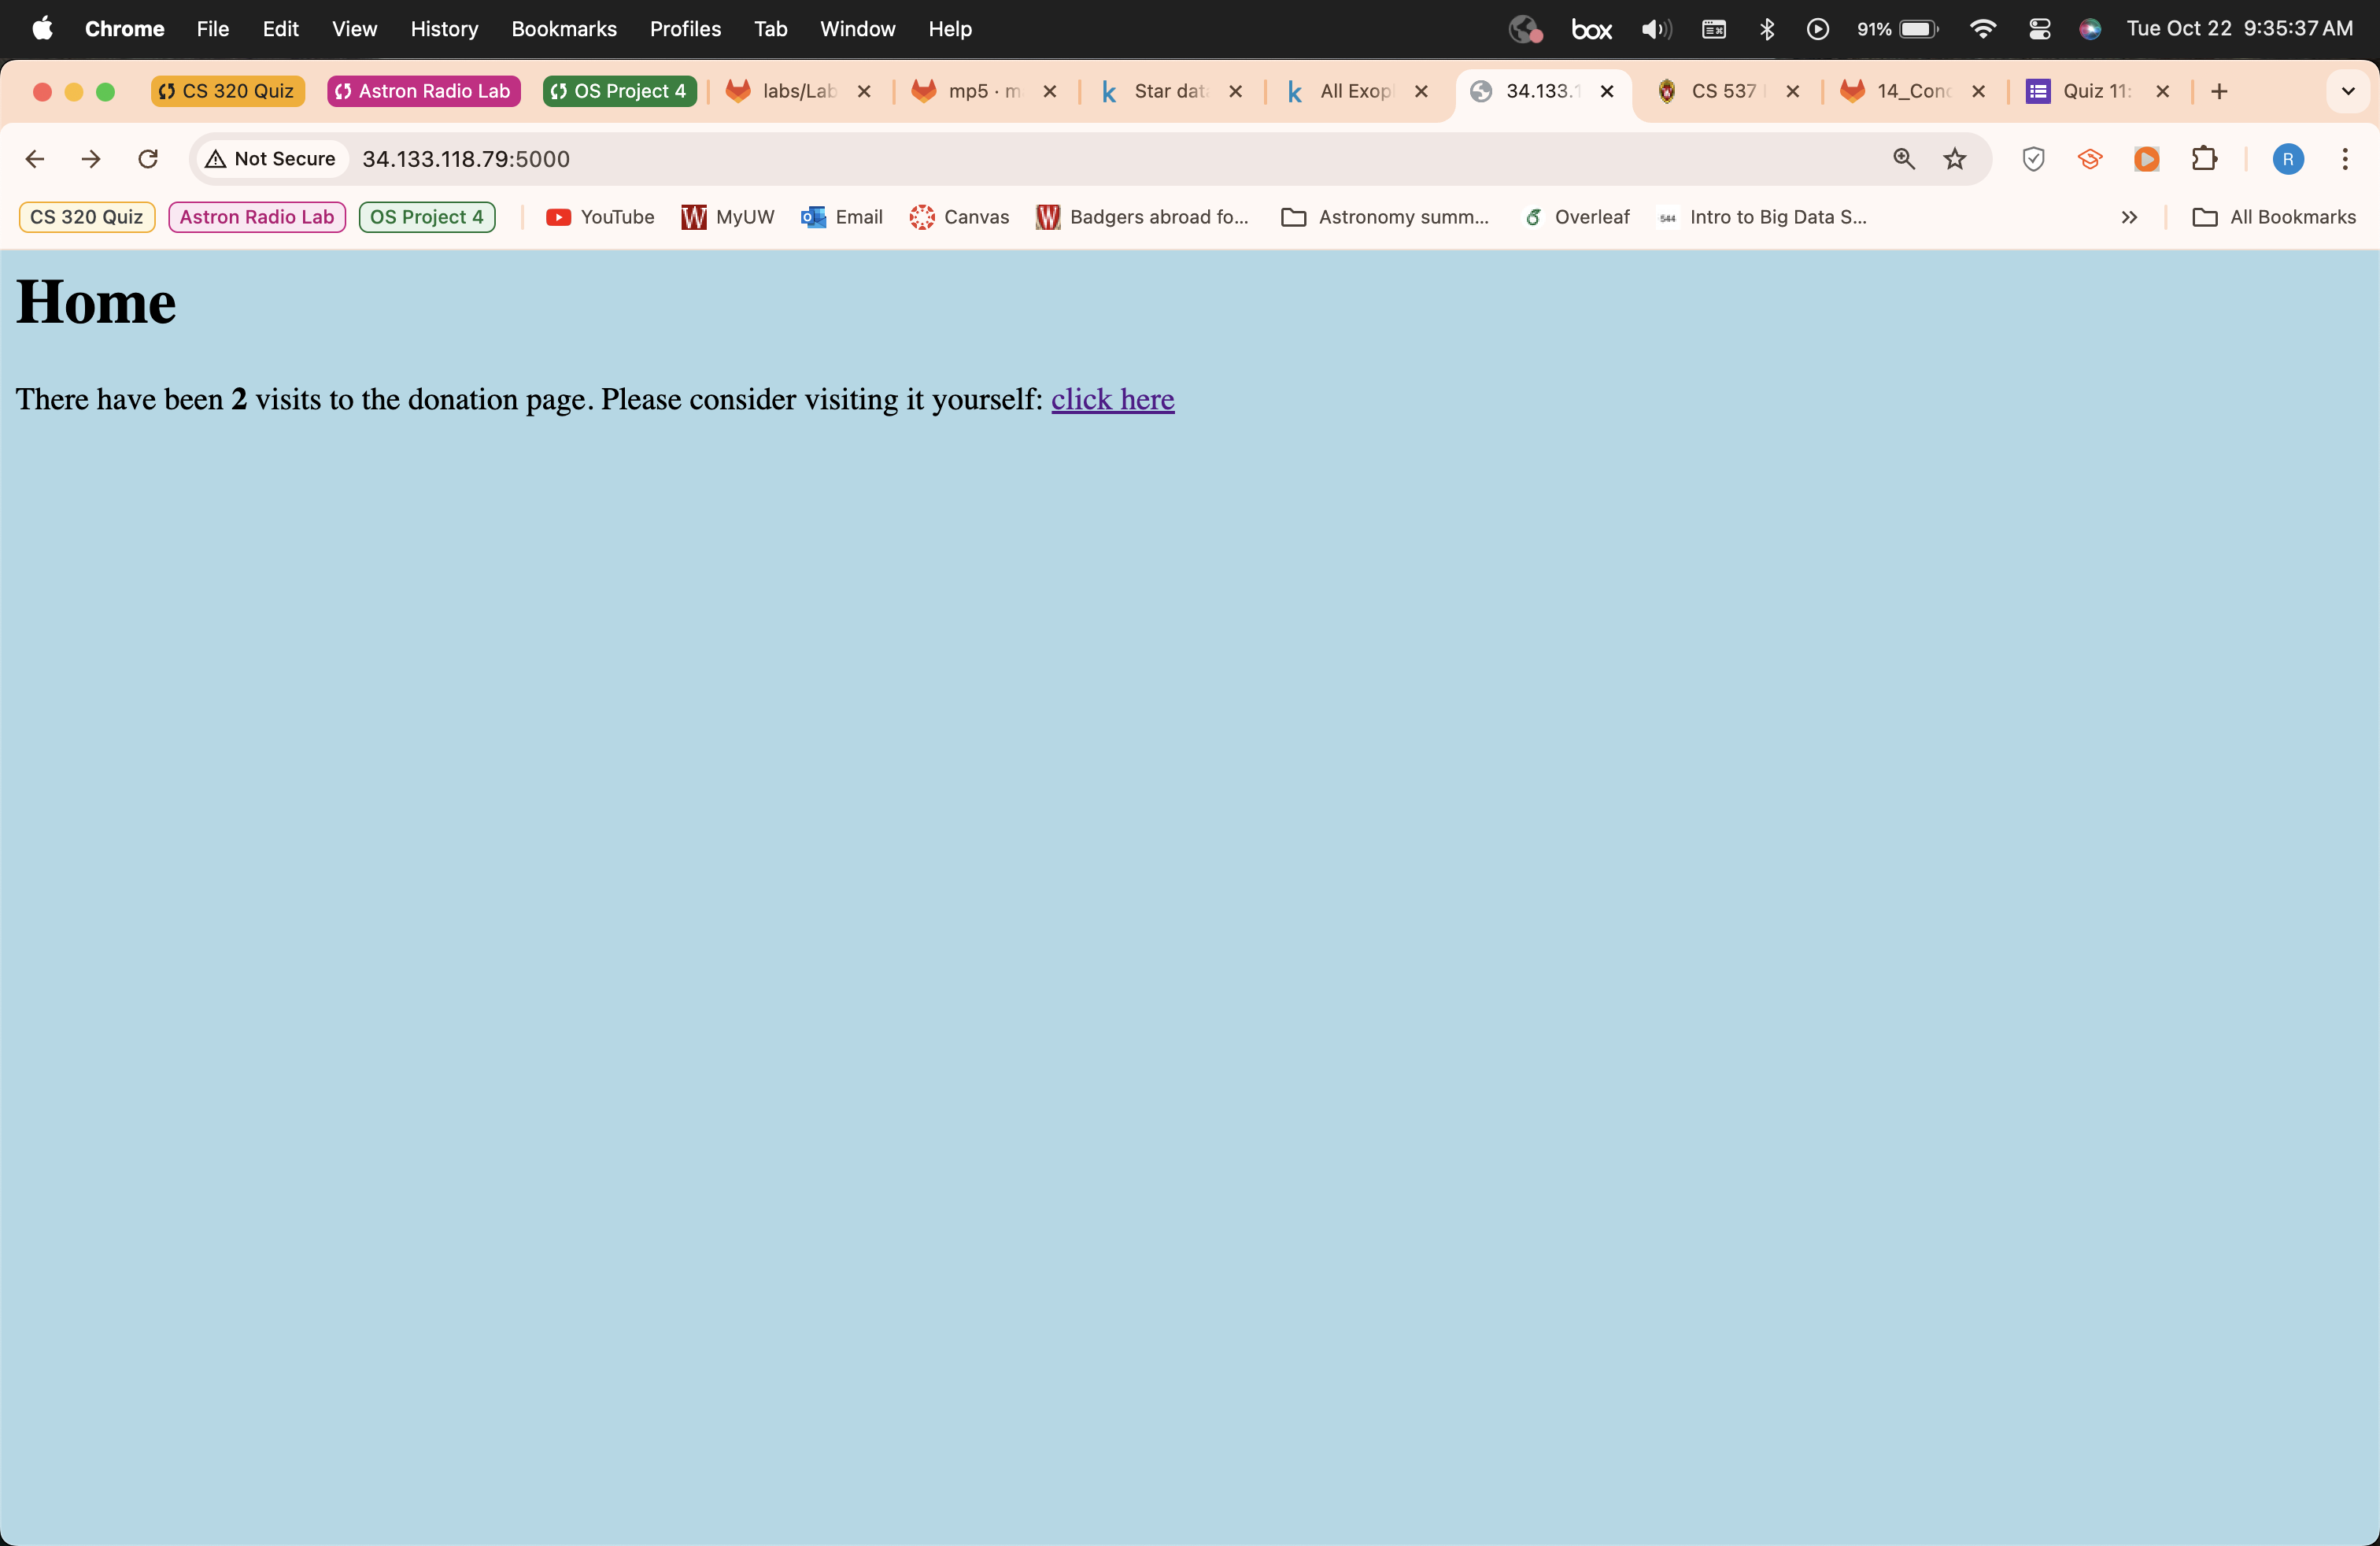 Chrome File Edit View History Bookmarks Profiles Tab Window Help box 91% Tue Oct 22 9:35:37 AM
CS 320 Quiz Astron Radio Lab OS Project 4 labs/Lab mp5 · m Star dat All Exop 34.133.1 CS 537 14_Conc Quiz 11:
Not Secure 34.133.118.79:5000 R
CS 320 Quiz Astron Radio Lab OS Project 4 YouTube MyUW Email Canvas Badgers abroad fo... Astronomy summ... Overleaf 544 Intro to Big Data S... All Bookmarks
Home
There have been 2 visits to the donation page. Please consider visiting it yourself: click here